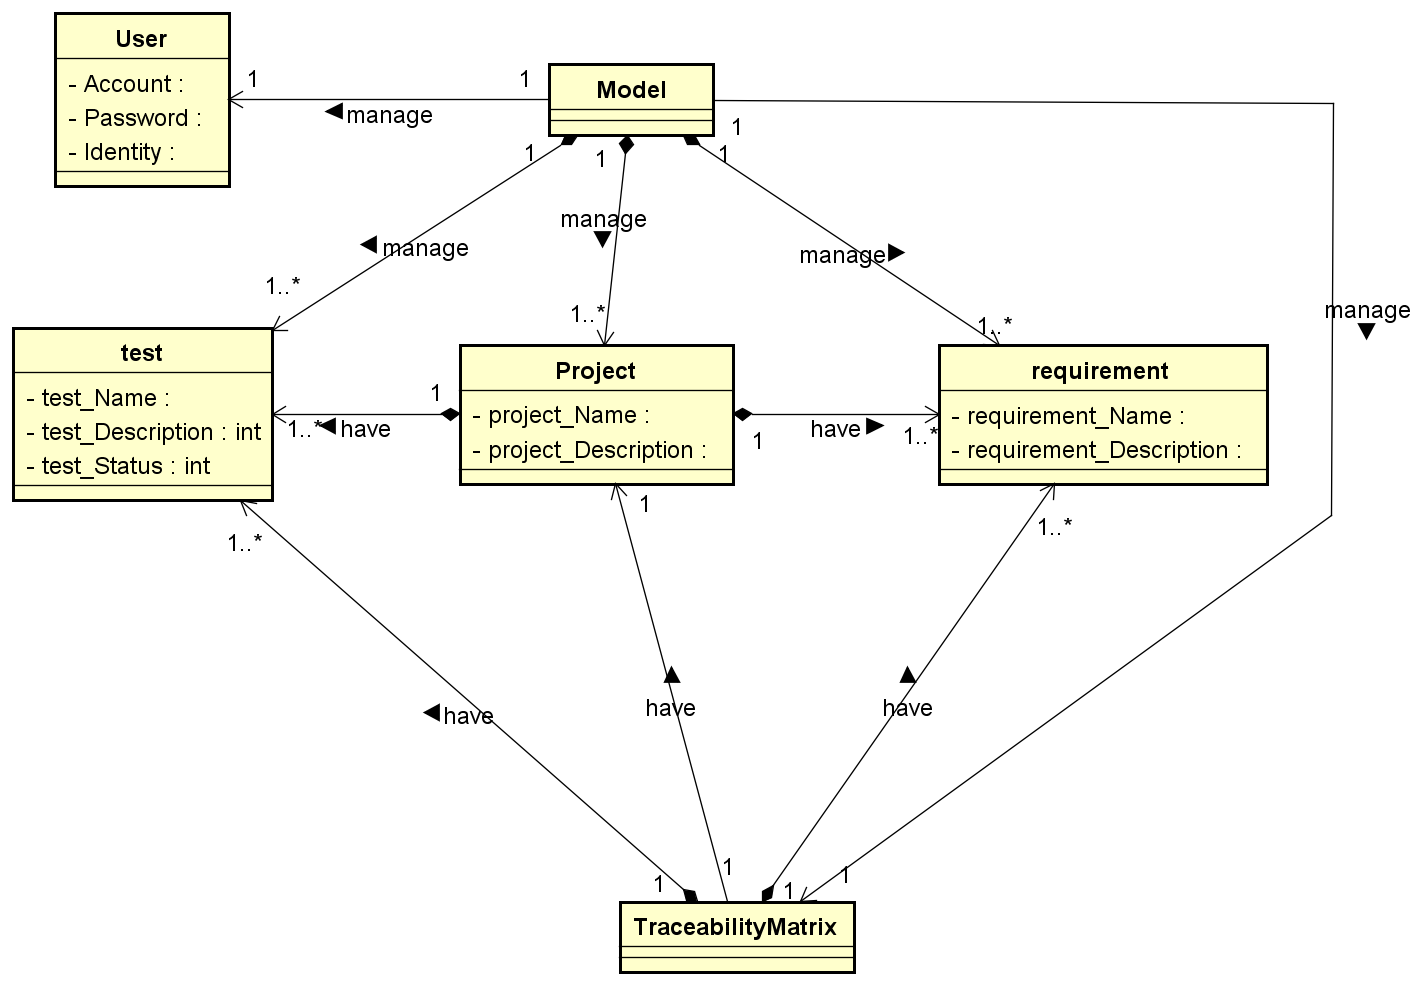 User
- Account :
- Password :
- Identity :
1
1
manage
Model
1
1
1
1
manage
manage
manage
manage
1..*
1..*
1..*
test
- test_Name :
- test_Description : int
- test_Status : int
1
1..*
have
Project
- project_Name :
- project_Description :
1
have
1..*
requirement
- requirement_Name :
- requirement_Description :
1..*
1
1..*
have
have
have
1
1
1
1
TraceabilityMatrix